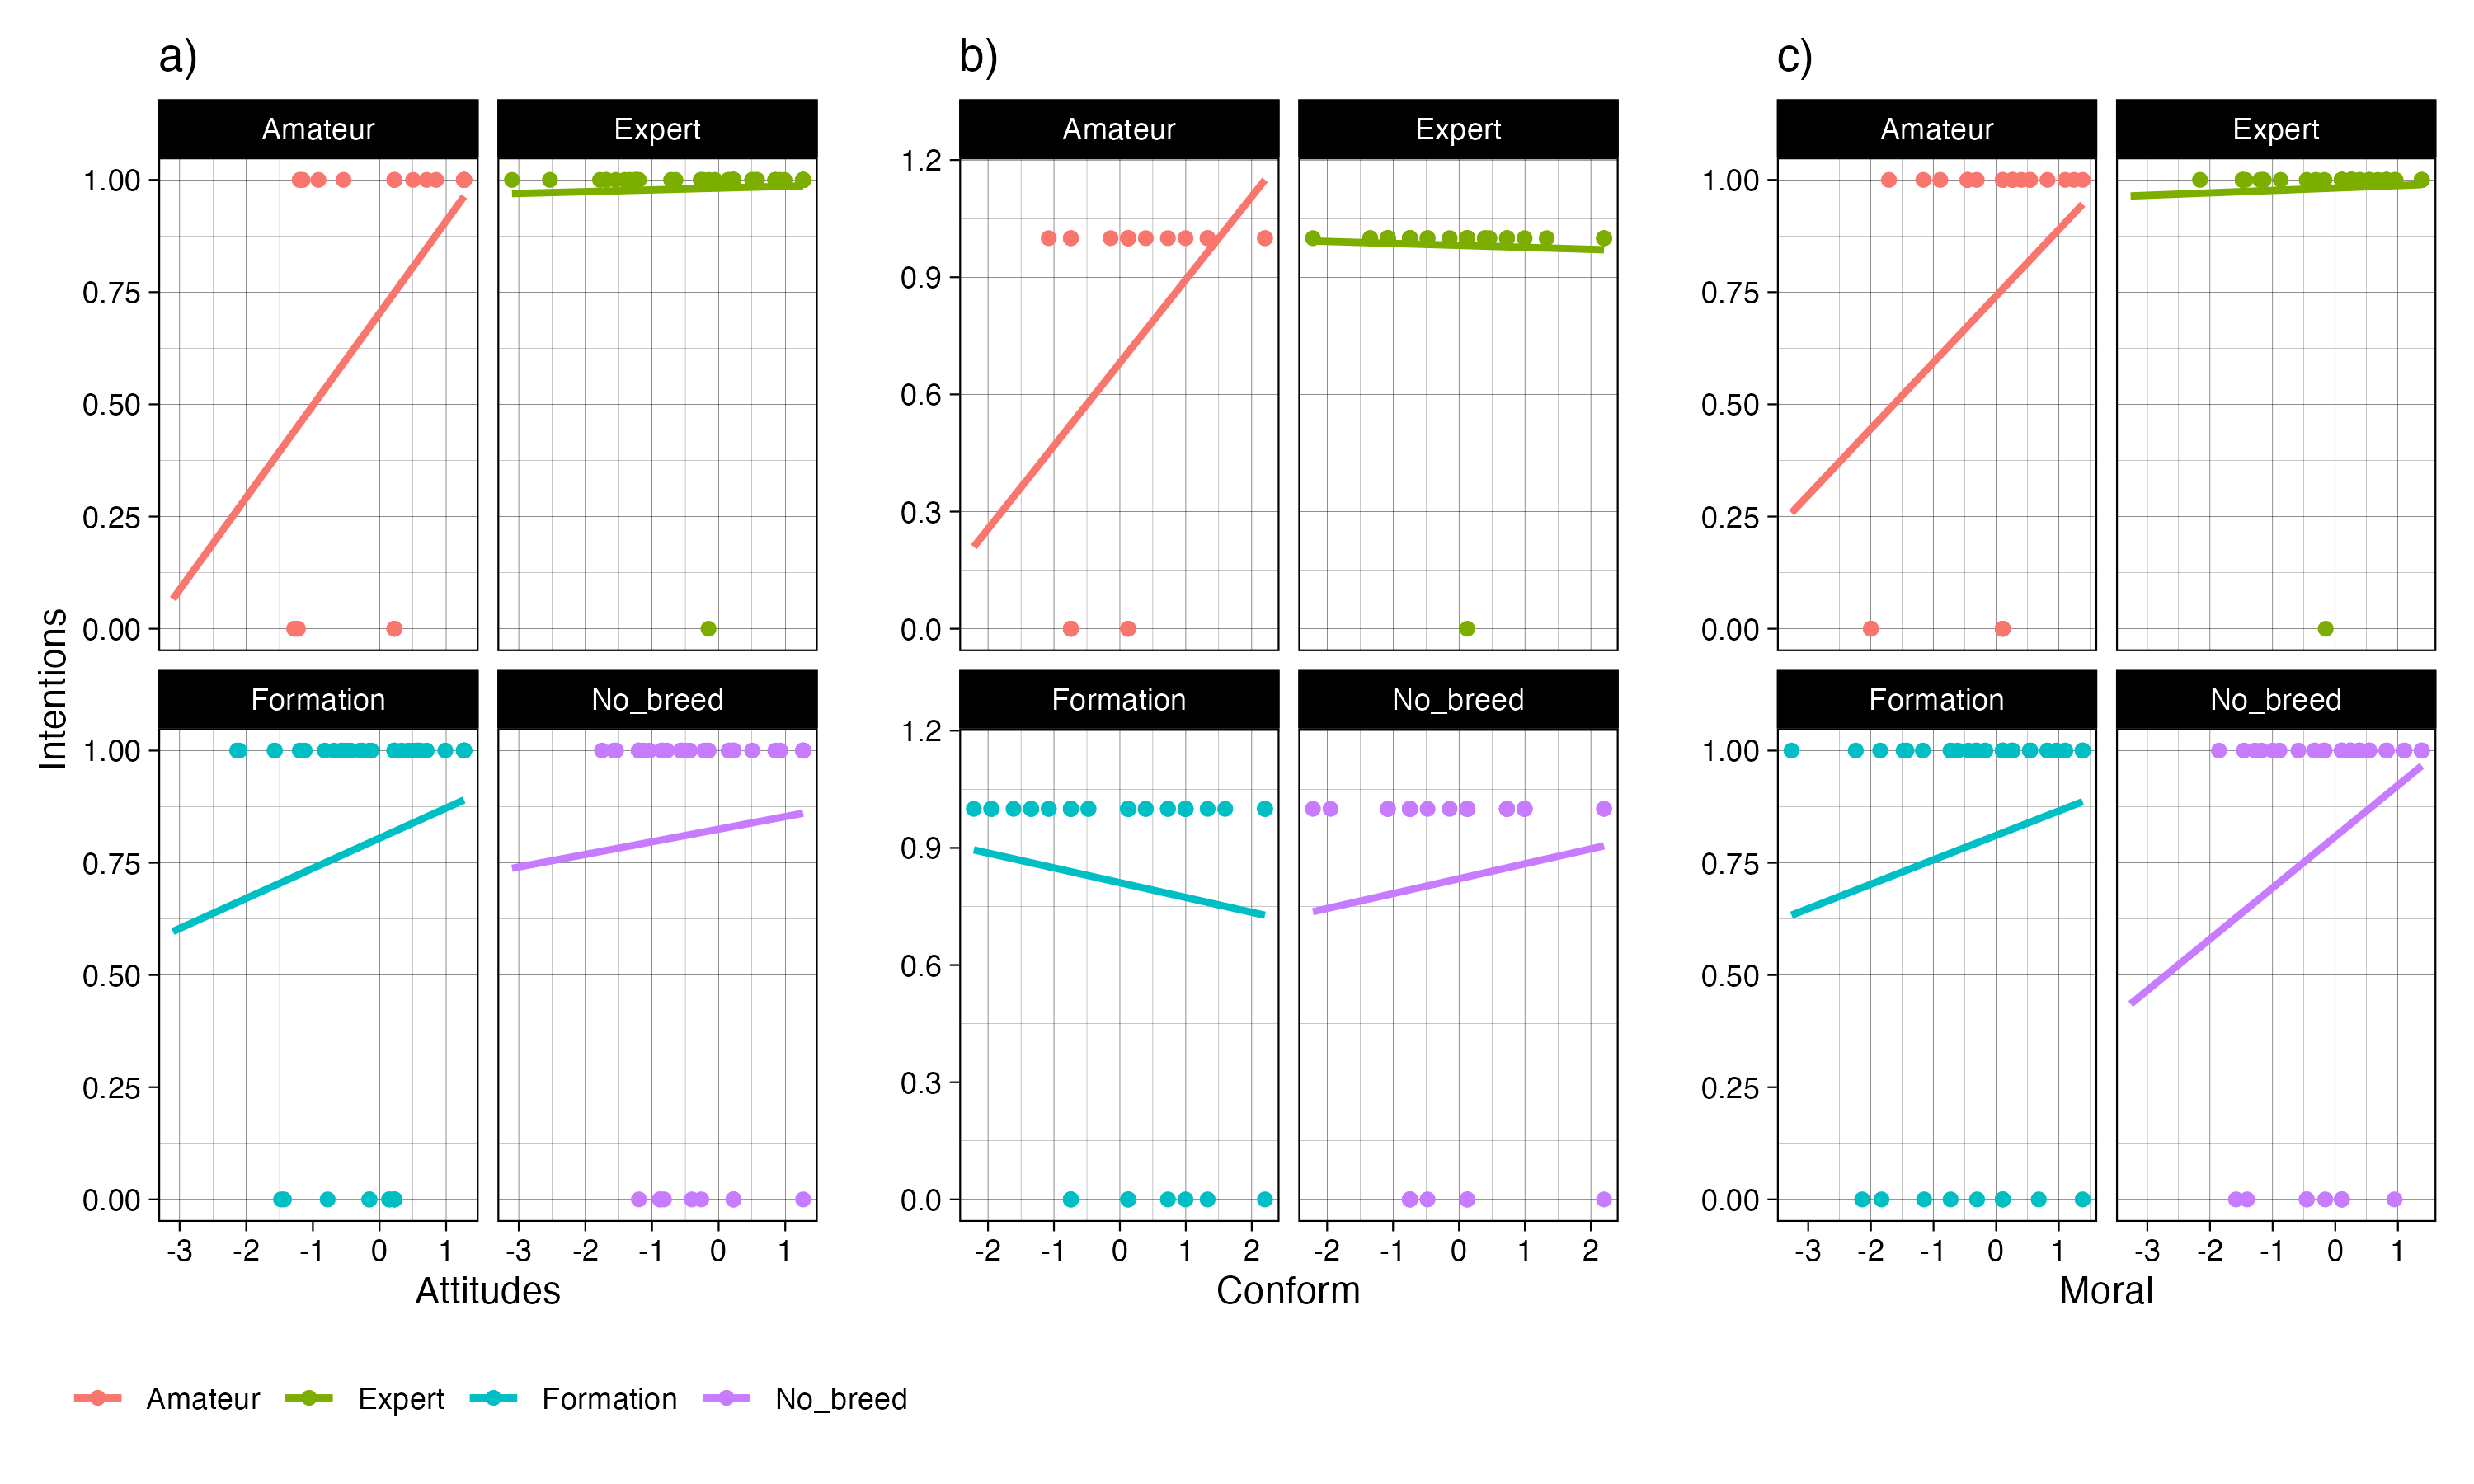 a) b) c)
Amateur Expert Amateur Expert Amateur Expert
1.00 1.2 1.00
0.75 0.9 0.75
0.50 0.6 0.50
0.25 0.3 0.25
0.00 0.0 0.00
Intentions
Formation No_breed Formation No_breed Formation No_breed
1.00 1.2 1.00
0.75 0.9 0.75
0.50 0.6 0.50
0.25 0.3 0.25
0.00 0.0 0.00
-3 -2 -1 0 1 -3 -2 -1 0 1 -2 -1 0 1 2 -2 -1 0 1 2 -3 -2 -1 0 1 -3 -2 -1 0 1
Attitudes Conform Moral
Amateur Expert Formation No_breed